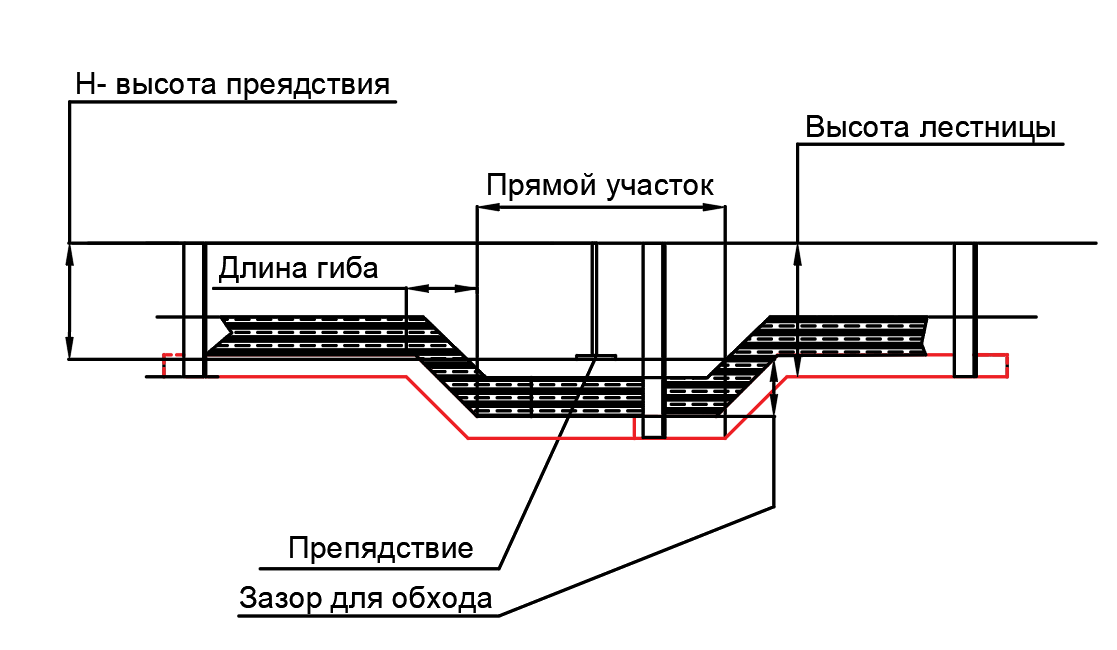 Н- высота преядствия
Высота лестницы
Прямой участок
Длина гиба
Препядствие
Зазор для обхода